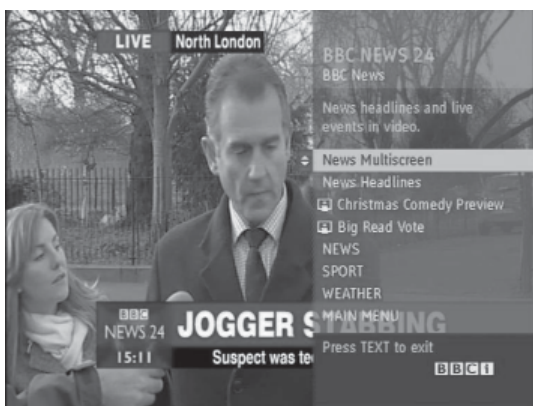 LIVE North London
BBC NEWS 24
BBC News
News headlines and live
events in video.
News Multiscreen
News Headlines
Christmas Comedy Preview
Big Read Vote
NEWS
SPORT
WEATHER
MAIN MENU
Press TEXT to exit
BBCi
BBC
NEWS 24
15:11
JOGGER STABBING
Suspect was